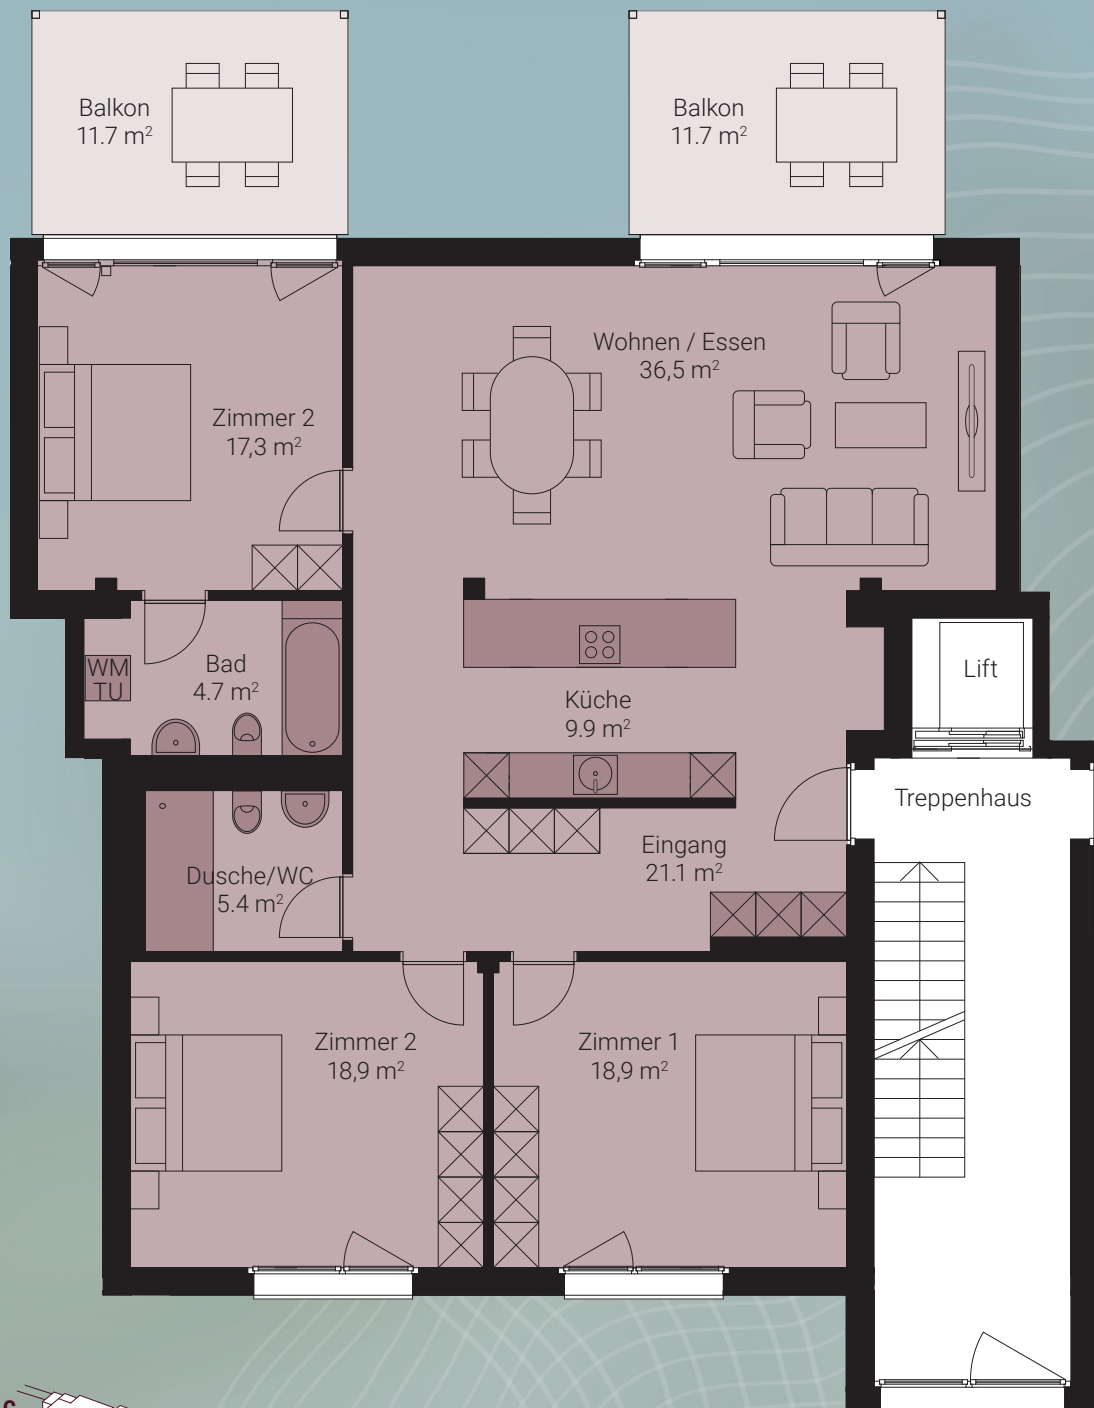 Balkon
11.7 m²
Balkon
11.7 m²
Wohnen / Essen
36,5 m²
Zimmer 2
17,3 m²
WM
TU
Bad
4.7 m²
Küche
9.9 m²
Lift
Treppenhaus
Eingang
21.1 m²
Dusche/WC
5.4 m²
Zimmer 2
18,9 m²
Zimmer 1
18,9 m²